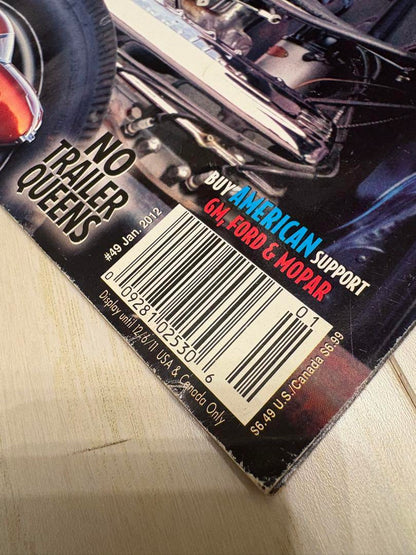 NO
TRAILER
QUEENS
BUY AMERICAN SUPPORT
GM, FORD & MOPAR
#49 Jan. 2012
01
0 09281 02530 6
Display until 12/6/11 USA & Canada Only
$6.49 U.S./Canada $6.99